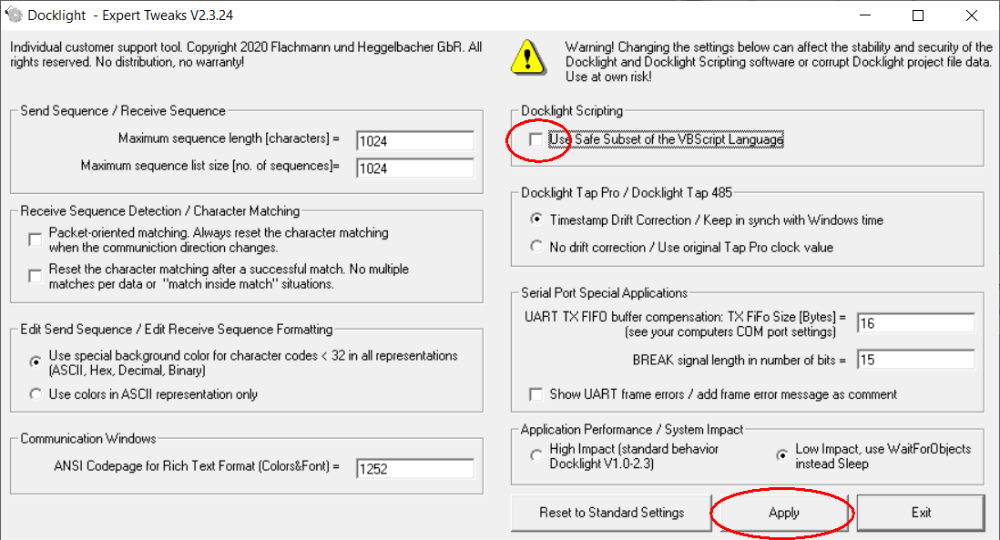 Docklight - Expert Tweaks V2.3.24
Individual customer support tool. Copyright 2020 Flachmann und Heggelbacher GbR. All
rights reserved. No distribution, no warranty!
Warning! Changing the settings below can affect the stability and security of the
Docklight and Docklight Scripting software or corrupt Docklight project file data.
Use at own risk!
Send Sequence / Receive Sequence
Maximum sequence length [characters] = 1024
Maximum sequence list size [no. of sequences]= 1024
Receive Sequence Detection / Character Matching
Packet-oriented matching. Always reset the character matching
when the communiction direction changes.
Reset the character matching after a successful match. No multiple
matches per data or "match inside match" situations.
Edit Send Sequence / Edit Receive Sequence Formatting
Use special background color for character codes < 32 in all representations
(ASCII, Hex, Decimal, Binary)
Use colors in ASCII representation only
Communication Windows
ANSI Codepage for Rich Text Format (Colors&Font) = 1252
Docklight Scripting
Use Safe Subset of the VBScript Language
Docklight Tap Pro / Docklight Tap 485
Timestamp Drift Correction / Keep in synch with Windows time
No drift correction / Use original Tap Pro clock value
Serial Port Special Applications
UART TX FIFO buffer compensation: TX FiFo Size [Bytes] = 16
(see your computers COM port settings)
BREAK signal length in number of bits = 15
Show UART frame errors / add frame error message as comment
Application Performance / System Impact
High Impact (standard behavior
Docklight V1.0-2.3)
Low Impact, use WaitForObjects
instead Sleep
Reset to Standard Settings
Apply
Exit